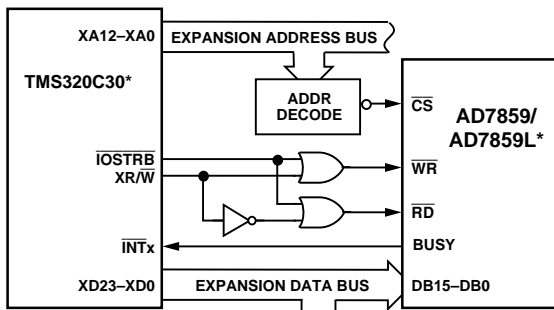 XA12–XA0
EXPANSION ADDRESS BUS
TMS320C30*
ADDR
DECODE
CS
AD7859/
AD7859L*
IOSTRB
XR/W
WR
RD
INTx
BUSY
XD23–XD0
EXPANSION DATA BUS
DB15–DB0